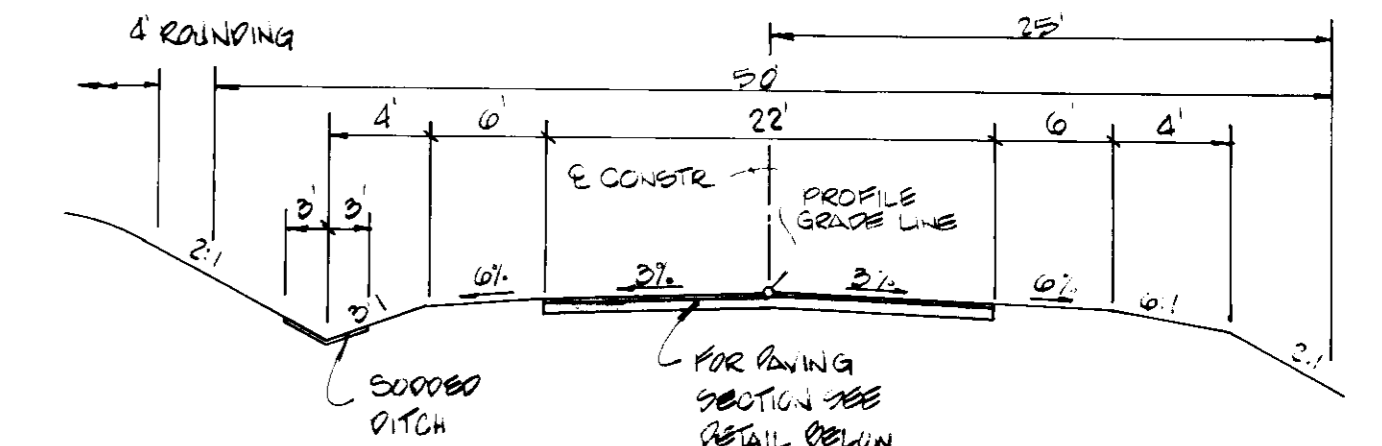 4' ROUNDING
25'
50'
4'
6'
22'
6'
4'
℄ CONSTR
PROFILE
GRADE LINE
3'
3'
2:1
3:1
6%
3%
3%
6%
6:1
2:1
SODDED
DITCH
FOR PAVING
SECTION SEE
DETAIL BELOW